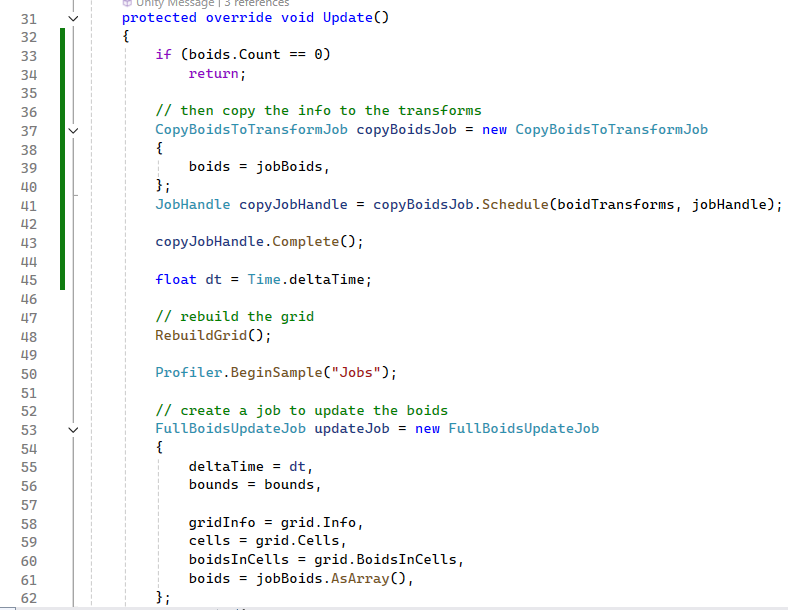 Unity Message | 3 references
31 protected override void Update()
32 {
33 if (boids.Count == 0)
34 return;
35
36 // then copy the info to the transforms
37 CopyBoidsToTransformJob copyBoidsJob = new CopyBoidsToTransformJob
38 {
39 boids = jobBoids,
40 };
41 JobHandle copyJobHandle = copyBoidsJob.Schedule(boidTransforms, jobHandle);
42
43 copyJobHandle.Complete();
44
45 float dt = Time.deltaTime;
46
47 // rebuild the grid
48 RebuildGrid();
49
50 Profiler.BeginSample("Jobs");
51
52 // create a job to update the boids
53 FullBoidsUpdateJob updateJob = new FullBoidsUpdateJob
54 {
55 deltaTime = dt,
56 bounds = bounds,
57
58 gridInfo = grid.Info,
59 cells = grid.Cells,
60 boidsInCells = grid.BoidsInCells,
61 boids = jobBoids.AsArray(),
62 };